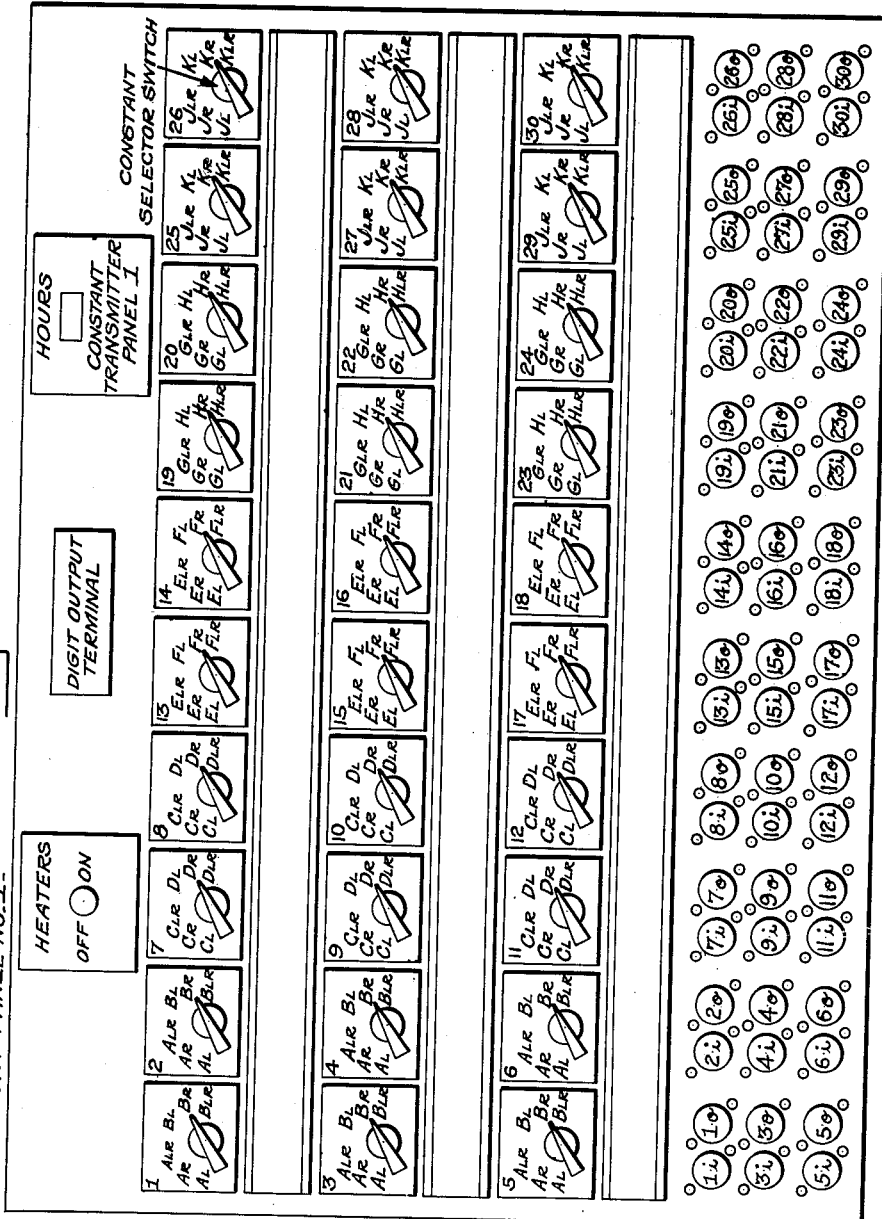 HEATERS
OFF ON
DIGIT OUTPUT
TERMINAL
HOURS
CONSTANT
TRANSMITTER
PANEL 1
CONSTANT
SELECTOR SWITCH
1 ALR BL
AR BR
AL BLR
2 ALR BL
AR BR
AL BLR
7 CLR DL
CR DR
CL DLR
8 CLR DL
CR DR
CL DLR
13 ELR FL
ER FR
EL FLR
14 ELR FL
ER FR
EL FLR
19 GLR HL
GR HR
GL HLR
20 GLR HL
GR HR
GL HLR
25 JLR KL
JR KR
JL KLR
26 JLR KL
JR KR
JL KLR
3 ALR BL
AR BR
AL BLR
4 ALR BL
AR BR
AL BLR
9 CLR DL
CR DR
CL DLR
10 CLR DL
CR DR
CL DLR
15 ELR FL
ER FR
EL FLR
16 ELR FL
ER FR
EL FLR
21 GLR HL
GR HR
GL HLR
22 GLR HL
GR HR
GL HLR
27 JLR KL
JR KR
JL KLR
28 JLR KL
JR KR
JL KLR
5 ALR BL
AR BR
AL BLR
6 ALR BL
AR BR
AL BLR
11 CLR DL
CR DR
CL DLR
12 CLR DL
CR DR
CL DLR
17 ELR FL
ER FR
EL FLR
18 ELR FL
ER FR
EL FLR
23 GLR HL
GR HR
GL HLR
24 GLR HL
GR HR
GL HLR
29 JLR KL
JR KR
JL KLR
30 JLR KL
JR KR
JL KLR
1i 1o 2i 2o 7i 7o 8i 8o 13i 13o 14i 14o 19i 19o 20i 20o 25i 25o 26i 26o
3i 3o 4i 4o 9i 9o 10i 10o 15i 15o 16i 16o 21i 21o 22i 22o 27i 27o 28i 28o
5i 5o 6i 6o 11i 11o 12i 12o 17i 17o 18i 18o 23i 23o 24i 24o 29i 29o 30i 30o